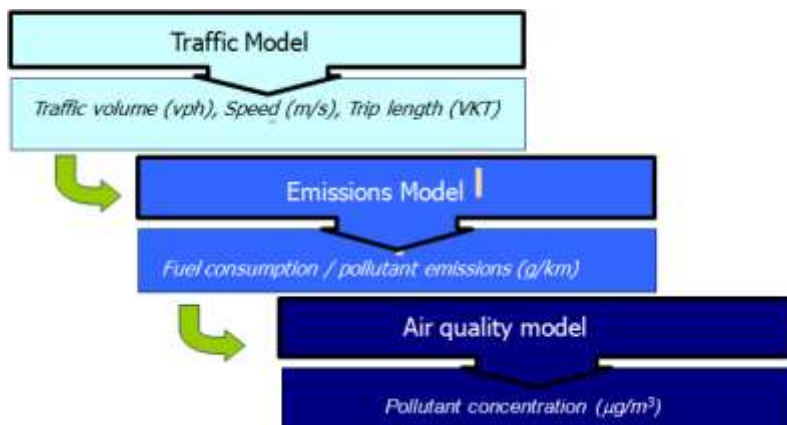 Traffic Model
Traffic volume (vph), Speed (m/s), Trip length (VKT)
Emissions Model
Fuel consumption / pollutant emissions (g/km)
Air quality model
Pollutant concentration (µg/m³)